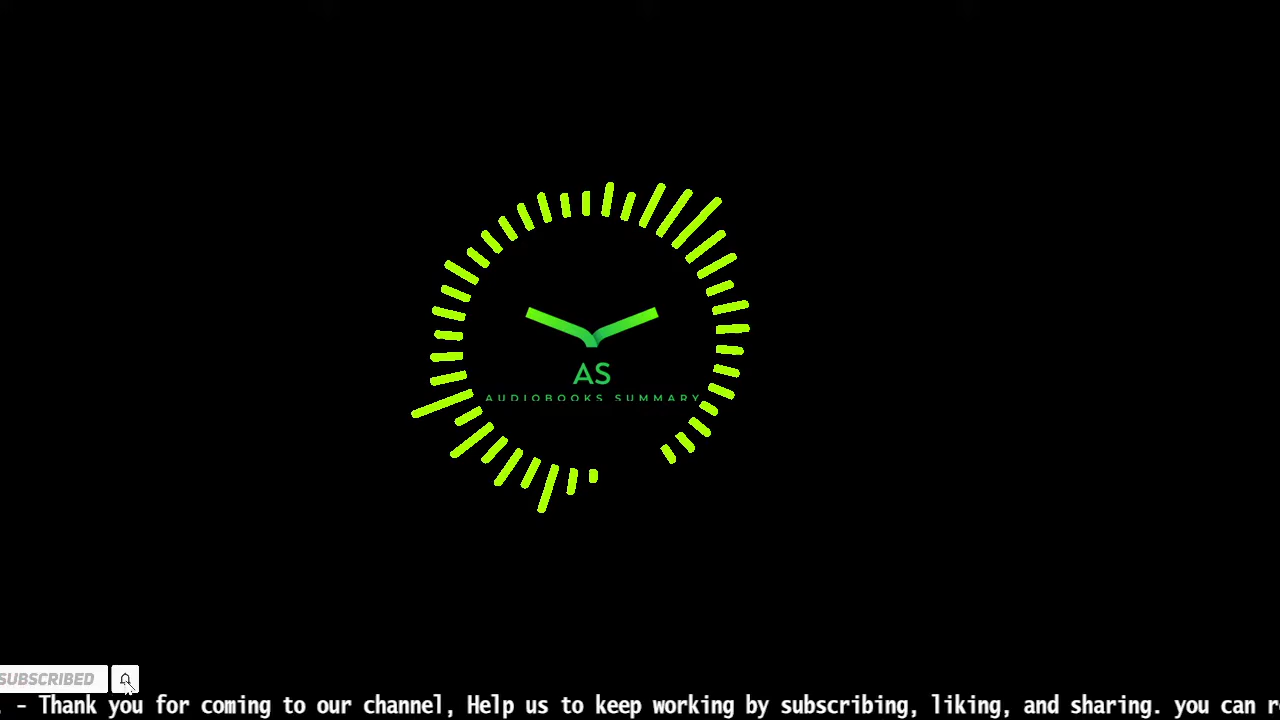 AS
AUDIOBOOKS SUMMARY
SUBSCRIBED
. - Thank you for coming to our channel, Help us to keep working by subscribing, liking, and sharing. you can